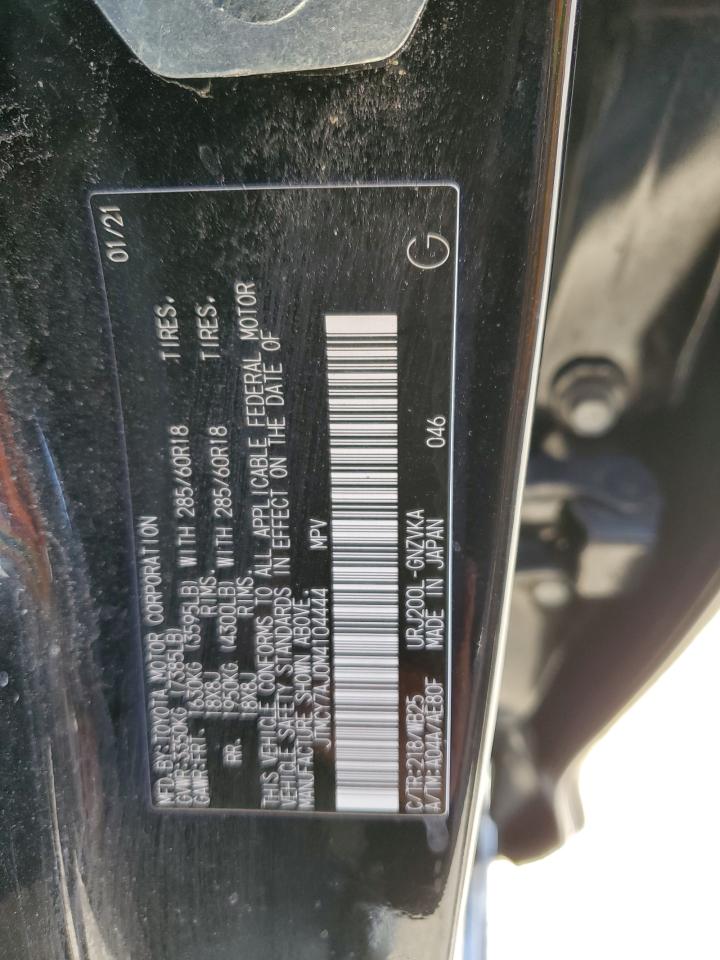 MFD BY:TOYOTA MOTOR CORPORATION 01/21
GVWR:3350KG (7385LB)
GAWR:FRT. 1630KG (3595LB) WITH 285/60R18 TIRES.
18X8J RIMS.
RR. 1950KG (4300LB) WITH 285/60R18 TIRES.
18X8J RIMS.
THIS VEHICLE CONFORMS TO ALL APPLICABLE FEDERAL MOTOR
VEHICLE SAFETY STANDARDS IN EFFECT ON THE DATE OF
MANUFACTURE SHOWN ABOVE.
JTMCY7AJ0M4104444 MPV
C/TR:218/WB25 URJ200L-GNZVKA 046 G
A/TM:A04A/AE80F MADE IN JAPAN